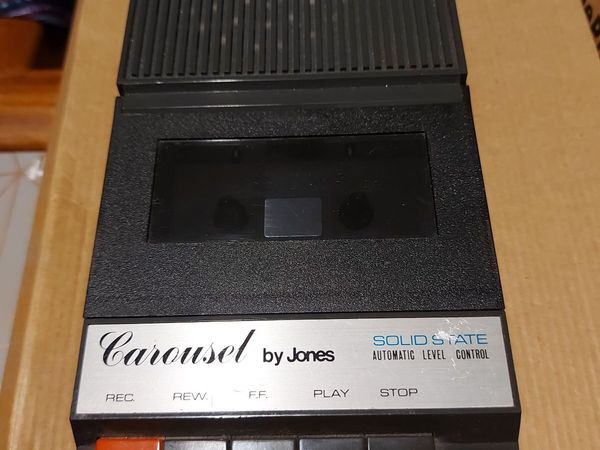 Carousel by Jones
SOLID STATE
AUTOMATIC LEVEL CONTROL
REC. REW. F.F. PLAY STOP